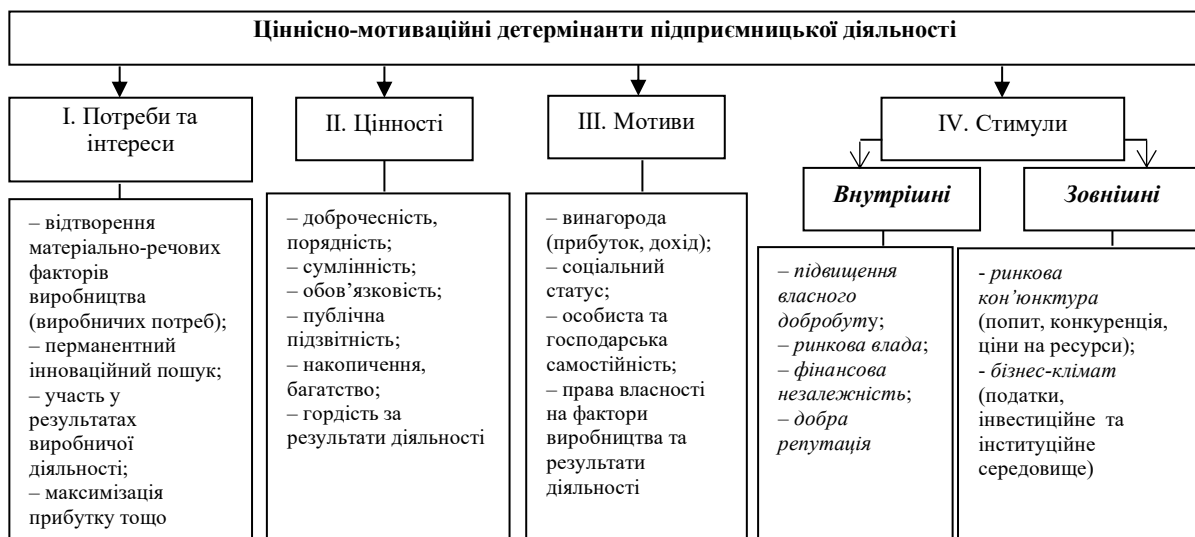 Ціннісно-мотиваційні детермінанти підприємницької діяльності
І. Потреби та
інтереси
ІІ. Цінності
ІІІ. Мотиви
IV. Стимули
Внутрішні
Зовнішні
– відтворення
матеріально-речових
факторів
виробництва
(виробничих потреб);
– перманентний
інноваційний пошук;
– участь у
результатах
виробничої
діяльності;
– максимізація
прибутку тощо
– доброчесність,
порядність;
– сумлінність;
– обов’язковість;
– публічна
підзвітність;
– накопичення,
багатство;
– гордість за
результати діяльності
– винагорода
(прибуток, дохід);
– соціальний
статус;
– особиста та
господарська
самостійність;
– права власності
на фактори
виробництва та
результати
діяльності
– підвищення
власного
добробуту;
– ринкова влада;
– фінансова
незалежність;
– добра
репутація
- ринкова
кон’юнктура
(попит, конкуренція,
ціни на ресурси);
- бізнес-клімат
(податки,
інвестиційне та
інституційне
середовище)